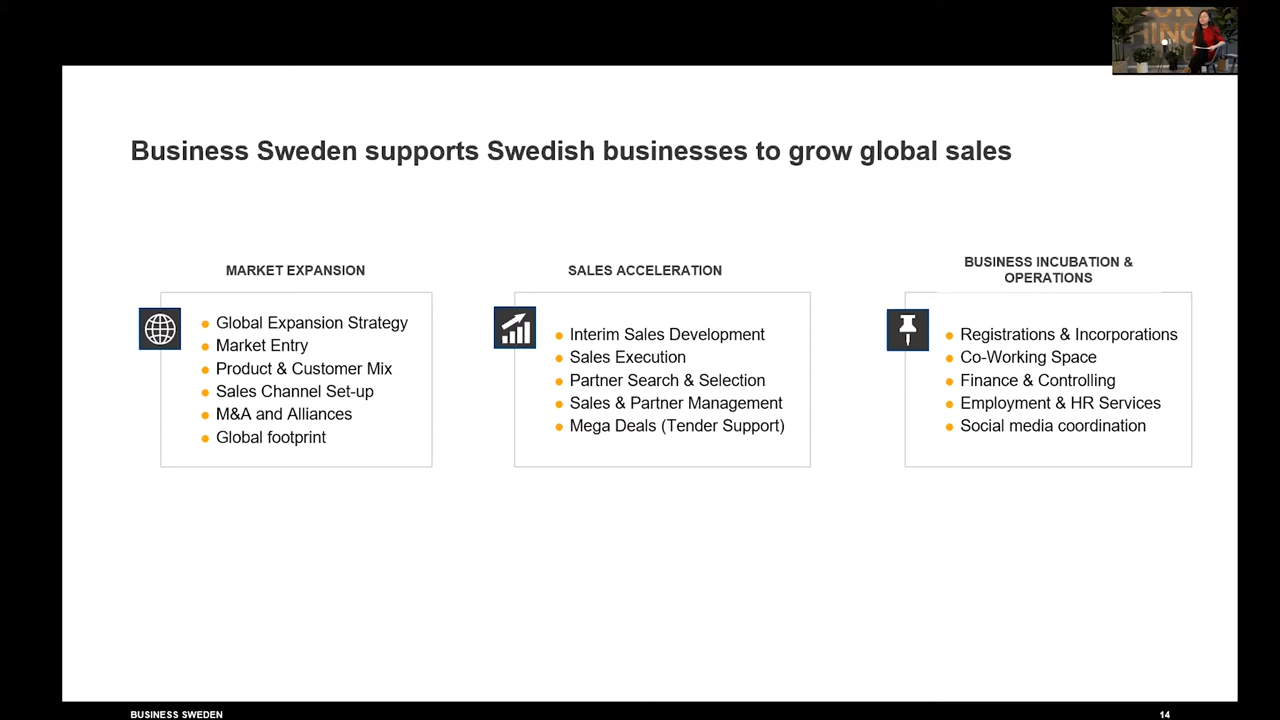 Business Sweden supports Swedish businesses to grow global sales
MARKET EXPANSION
Global Expansion Strategy
Market Entry
Product & Customer Mix
Sales Channel Set-up
M&A and Alliances
Global footprint
SALES ACCELERATION
Interim Sales Development
Sales Execution
Partner Search & Selection
Sales & Partner Management
Mega Deals (Tender Support)
BUSINESS INCUBATION &
OPERATIONS
Registrations & Incorporations
Co-Working Space
Finance & Controlling
Employment & HR Services
Social media coordination
BUSINESS SWEDEN
14